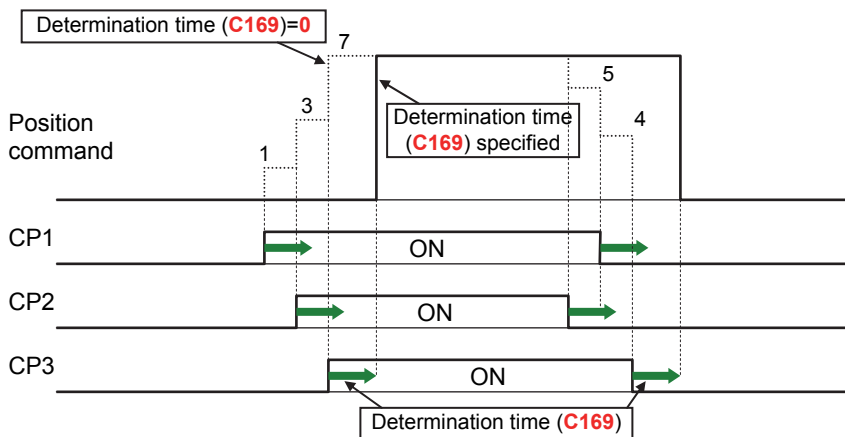 Determination time (C169)=0
7
5
3
Determination time
(C169) specified
4
Position
command
1
CP1
ON
CP2
ON
CP3
ON
Determination time (C169)